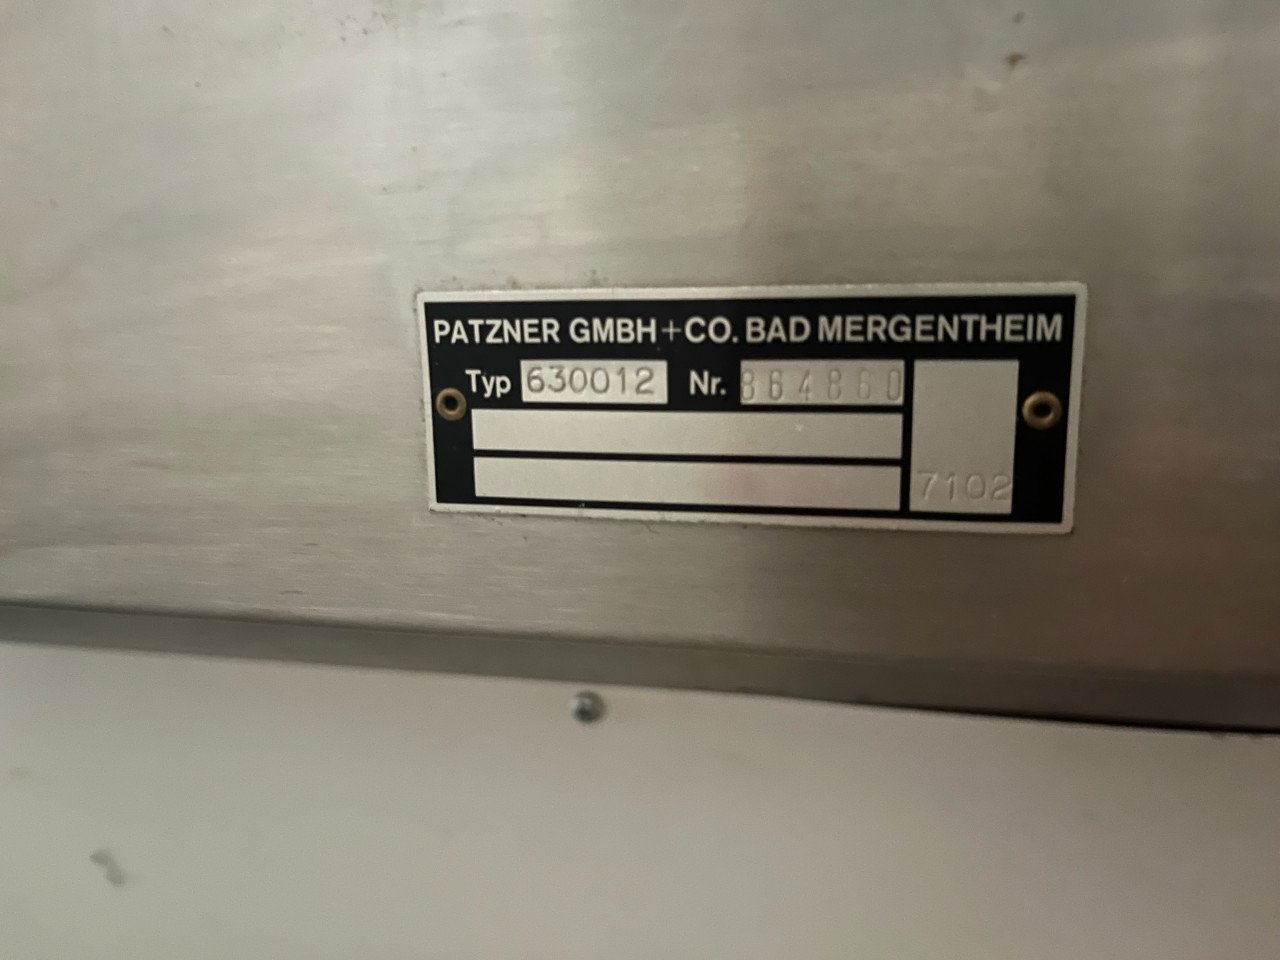 PATZNER GMBH+CO. BAD MERGENTHEIM
Typ 630012 Nr. 864860
7102